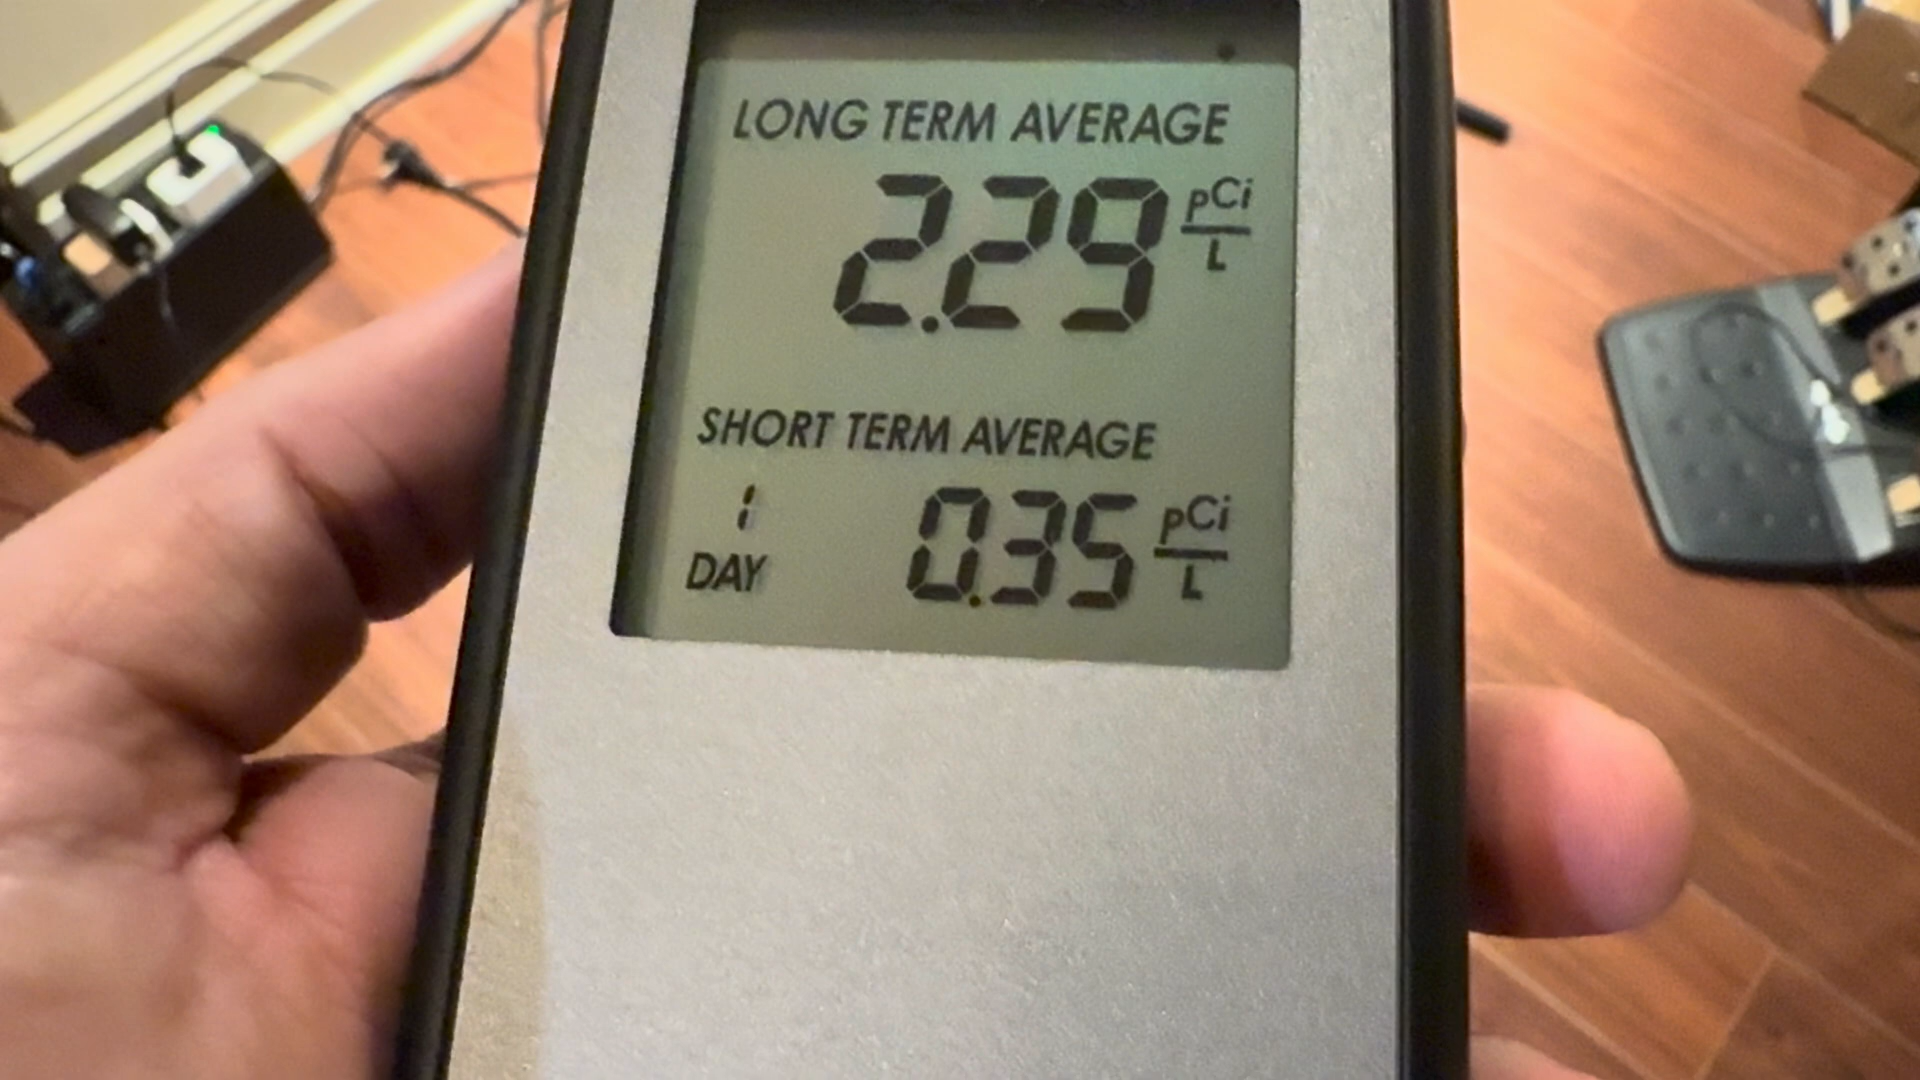 LONG TERM AVERAGE
2.29 pCi/L
SHORT TERM AVERAGE
1 DAY 0.35 pCi/L